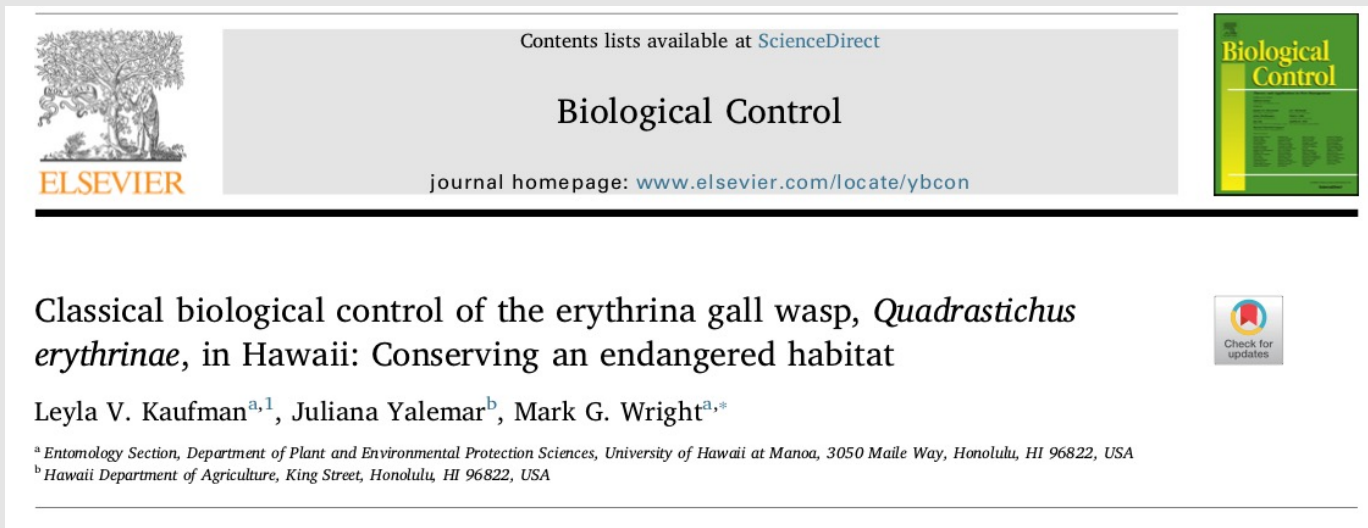 Contents lists available at ScienceDirect
Biological Control
journal homepage: www.elsevier.com/locate/ybcon
ELSEVIER
Biological
Control
Classical biological control of the erythrina gall wasp, Quadrastichus
erythrinae, in Hawaii: Conserving an endangered habitat
Check for
updates
Leyla V. Kaufman a,1, Juliana Yalemar b, Mark G. Wright a,*
a Entomology Section, Department of Plant and Environmental Protection Sciences, University of Hawaii at Manoa, 3050 Maile Way, Honolulu, HI 96822, USA
b Hawaii Department of Agriculture, King Street, Honolulu, HI 96822, USA